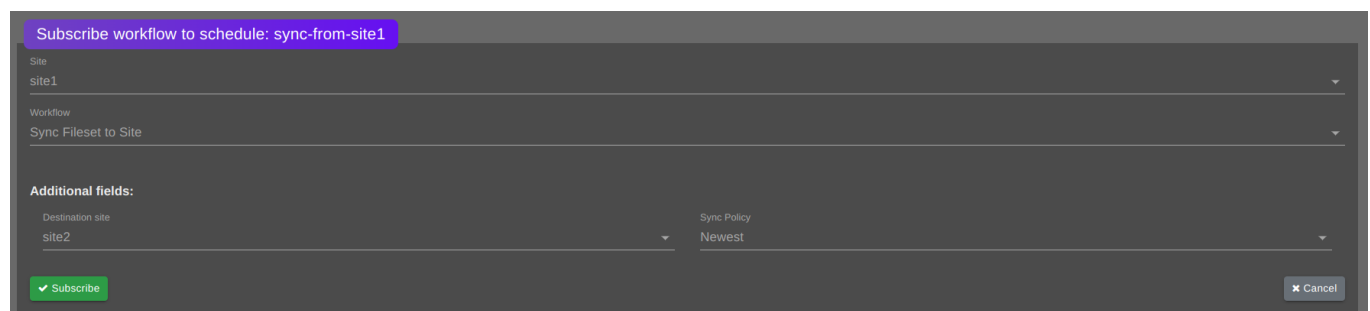 Subscribe workflow to schedule: sync-from-site1
Site
site1
Workflow
Sync Fileset to Site
Additional fields:
Destination site
Sync Policy
site2
Newest
Subscribe
Cancel